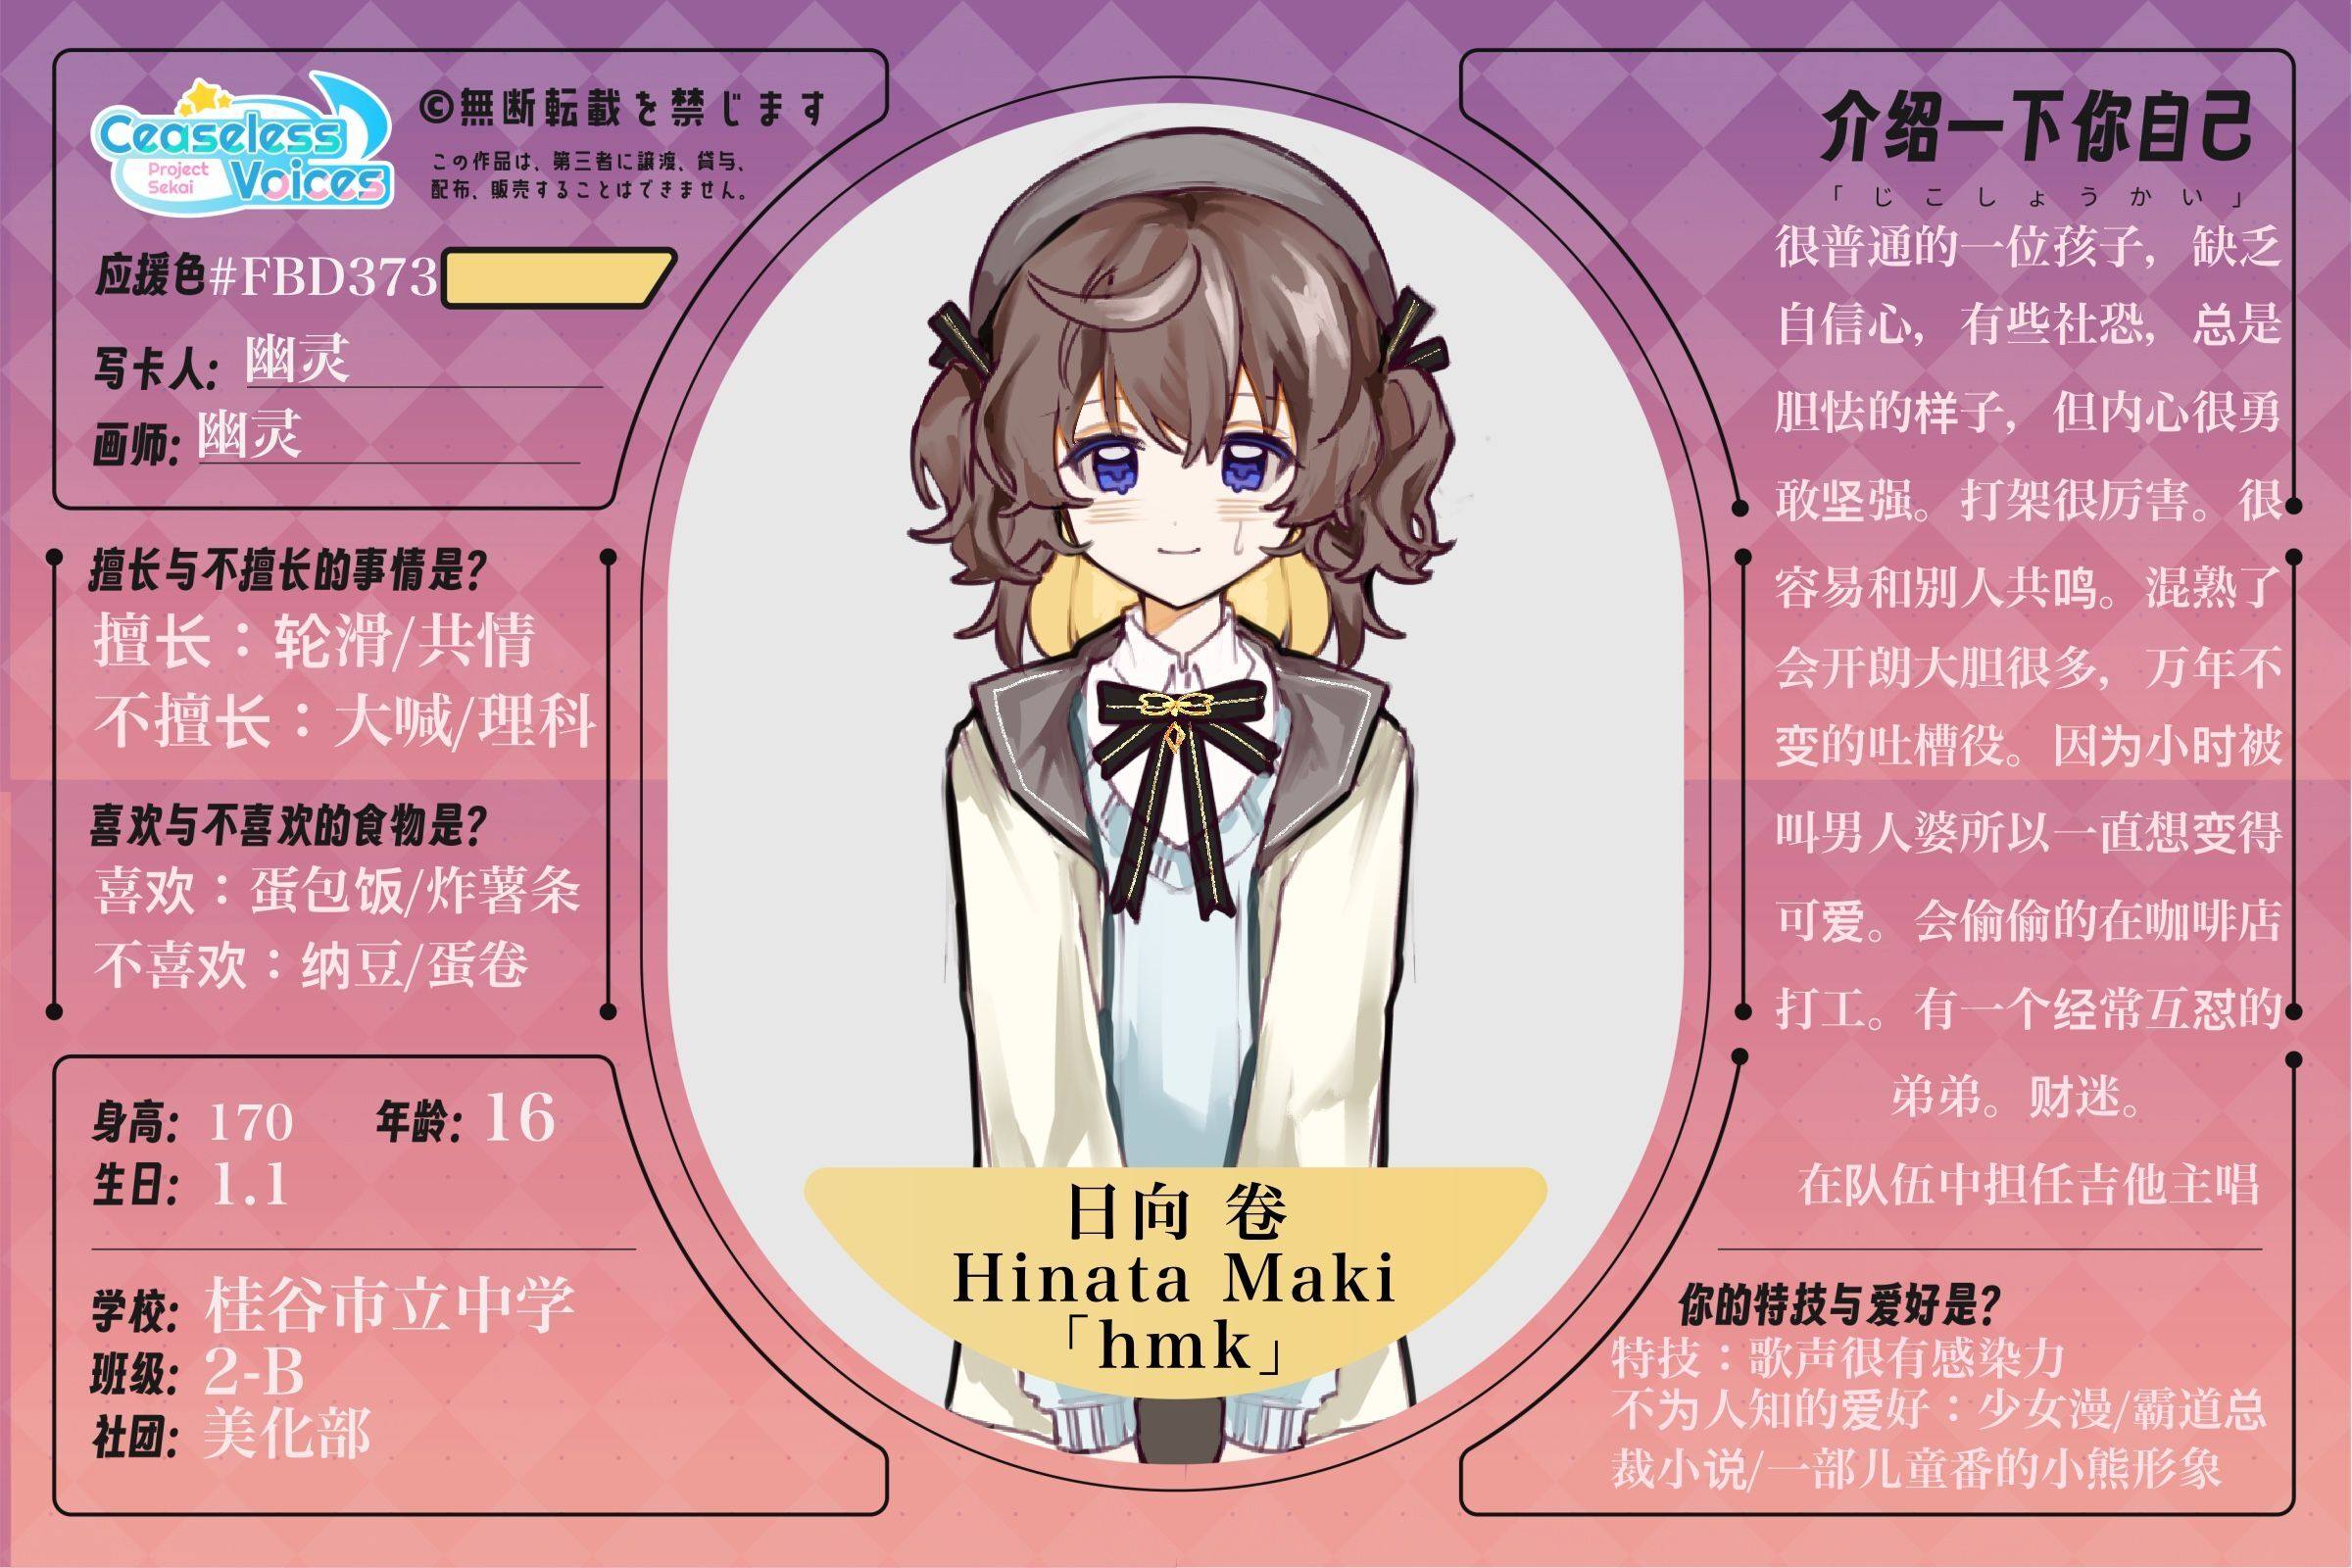 Ceaseless
Voices
Project
Sekai
©無断転載を禁じます
この作品は、第三者に譲渡、貸与、
配布、販売することはできません。
应援色#FBD373
写卡人: 幽灵
画师: 幽灵
擅长与不擅长的事情是?
擅长：轮滑/共情
不擅长：大喊/理科
喜欢与不喜欢的食物是?
喜欢：蛋包饭/炸薯条
不喜欢：纳豆/蛋卷
身高: 170 年龄: 16
生日: 1.1
学校: 桂谷市立中学
班级: 2-B
社团: 美化部
日向 卷
Hinata Maki
「hmk」
介绍一下你自己
「じこしょうかい」
很普通的一位孩子，缺乏
自信心，有些社恐，总是
胆怯的样子，但内心很勇
敢坚强。打架很厉害。很
容易和别人共鸣。混熟了
会开朗大胆很多，万年不
变的吐槽役。因为小时被
叫男人婆所以一直想变得
可爱。会偷偷的在咖啡店
打工。有一个经常互怼的
弟弟。财迷。
在队伍中担任吉他主唱
你的特技与爱好是?
特技：歌声很有感染力
不为人知的爱好：少女漫/霸道总
裁小说/一部儿童番的小熊形象